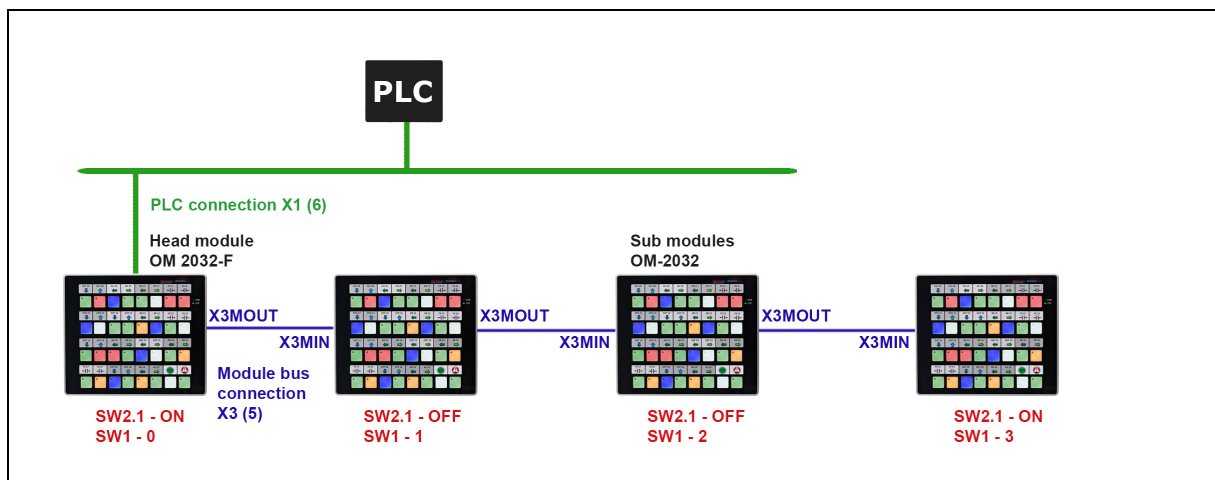 PLC
PLC connection X1 (6)
Head module
OM 2032-F
Sub modules
OM-2032
X3MOUT
X3MIN
X3MOUT
X3MIN
X3MOUT
X3MIN
Module bus
connection
X3 (5)
SW2.1 - ON
SW1 - 0
SW2.1 - OFF
SW1 - 1
SW2.1 - OFF
SW1 - 2
SW2.1 - ON
SW1 - 3